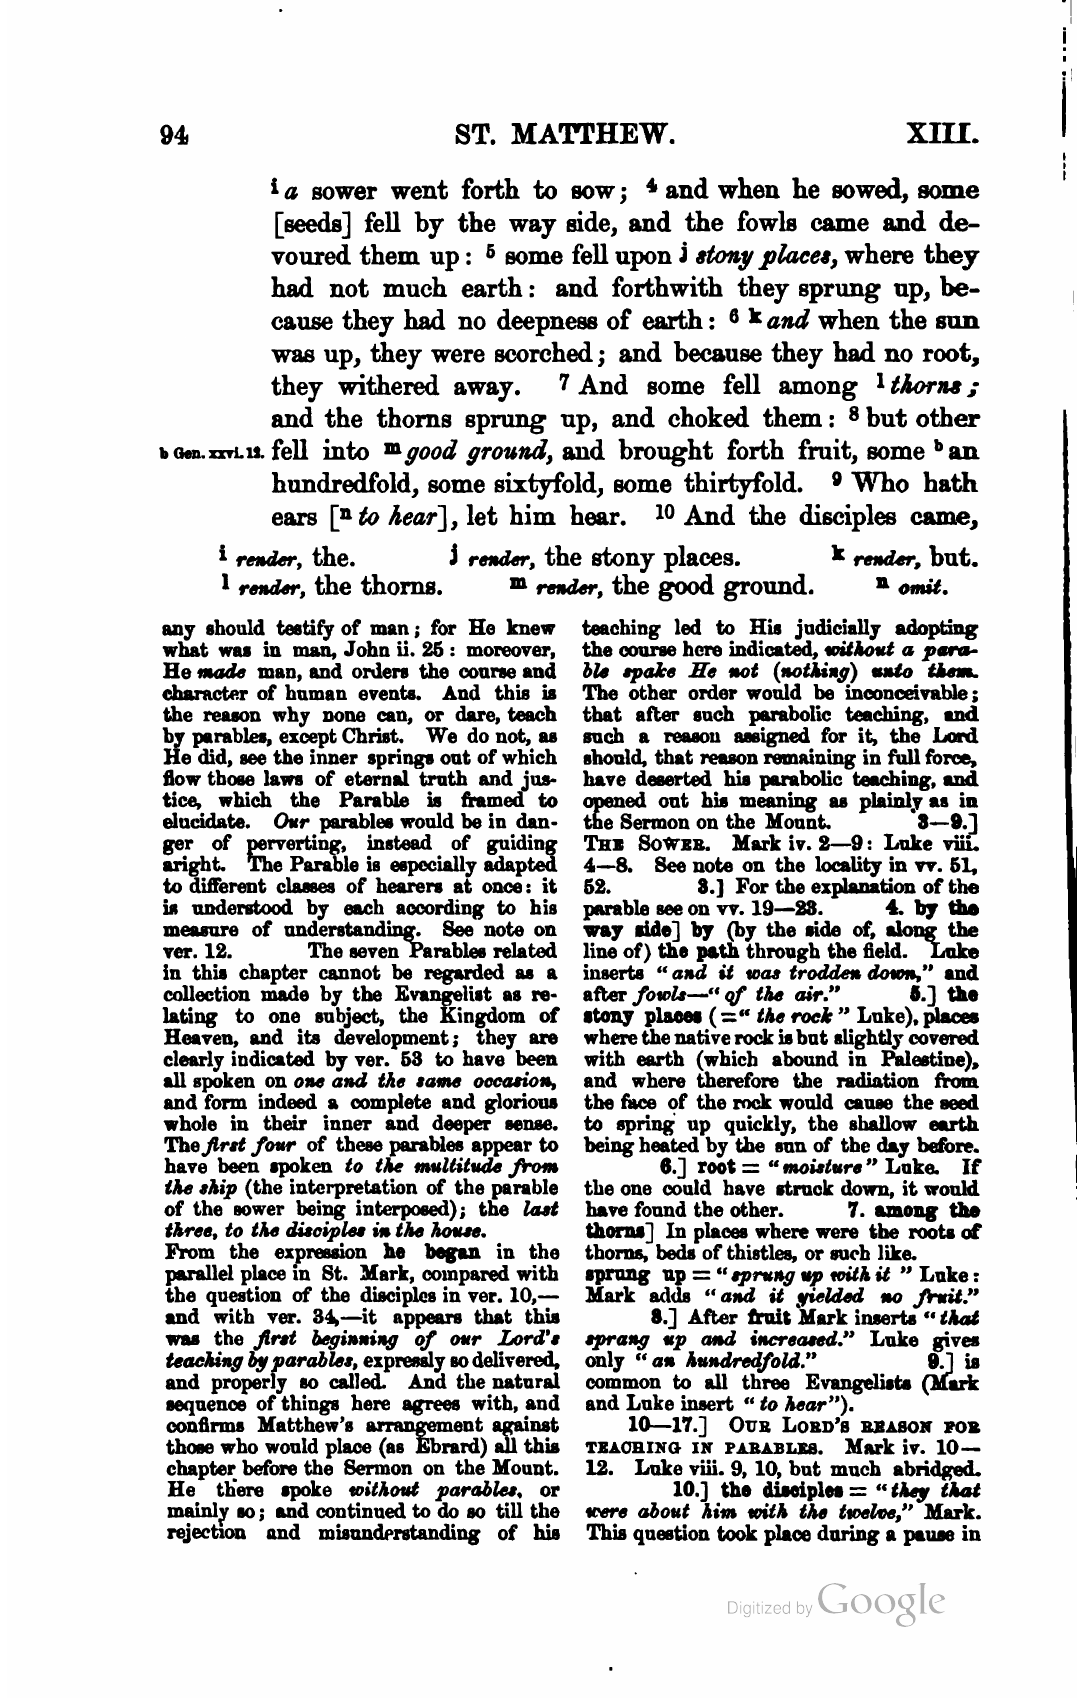 94 ST. MATTHEW. XIII.
i a sower went forth to sow; 4 and when he sowed, some
[seeds] fell by the way side, and the fowls came and de-
voured them up: 5 some fell upon j stony places, where they
had not much earth: and forthwith they sprung up, be-
cause they had no deepness of earth: 6 k and when the sun
was up, they were scorched; and because they had no root,
they withered away. 7 And some fell among l thorns;
and the thorns sprung up, and choked them: 8 but other
b Gen. xxvi. 12. fell into m good ground, and brought forth fruit, some b an
hundredfold, some sixtyfold, some thirtyfold. 9 Who hath
ears [n to hear], let him hear. 10 And the disciples came,
i render, the. j render, the stony places. k render, but.
l render, the thorns. m render, the good ground. n omit.
any should testify of man; for He knew
what was in man, John ii. 25: moreover,
He made man, and orders the course and
character of human events. And this is
the reason why none can, or dare, teach
by parables, except Christ. We do not, as
He did, see the inner springs out of which
flow those laws of eternal truth and jus-
tice, which the Parable is framed to
elucidate. Our parables would be in dan-
ger of perverting, instead of guiding
aright. The Parable is especially adapted
to different classes of hearers at once: it
is understood by each according to his
measure of understanding. See note on
ver. 12. The seven Parables related
in this chapter cannot be regarded as a
collection made by the Evangelist as re-
lating to one subject, the Kingdom of
Heaven, and its development; they are
clearly indicated by ver. 53 to have been
all spoken on one and the same occasion,
and form indeed a complete and glorious
whole in their inner and deeper sense.
The first four of these parables appear to
have been spoken to the multitude from
the ship (the interpretation of the parable
of the sower being interposed); the last
three, to the disciples in the house.
From the expression he began in the
parallel place in St. Mark, compared with
the question of the disciples in ver. 10,—
and with ver. 34,—it appears that this
was the first beginning of our Lord's
teaching by parables, expressly so delivered,
and properly so called. And the natural
sequence of things here agrees with, and
confirms Matthew's arrangement against
those who would place (as Ebrard) all this
chapter before the Sermon on the Mount.
He there spoke without parables, or
mainly so; and continued to do so till the
rejection and misunderstanding of his
teaching led to His judicially adopting
the course here indicated, without a para-
ble spake He not (nothing) unto them.
The other order would be inconceivable;
that after such parabolic teaching, and
such a reason assigned for it, the Lord
should, that reason remaining in full force,
have deserted his parabolic teaching, and
opened out his meaning as plainly as in
the Sermon on the Mount. 3—9.]
THE SOWER. Mark iv. 2—9: Luke viii.
4—8. See note on the locality in vv. 51,
52. 3.] For the explanation of the
parable see on vv. 19—23. 4. by the
way side] by (by the side of, along the
line of) the path through the field. Luke
inserts "and it was trodden down," and
after fowls—"of the air." 5.] the
stony places (="the rock" Luke), places
where the native rock is but slightly covered
with earth (which abound in Palestine),
and where therefore the radiation from
the face of the rock would cause the seed
to spring up quickly, the shallow earth
being heated by the sun of the day before.
6.] root = "moisture" Luke. If
the one could have struck down, it would
have found the other. 7. among the
thorns] In places where were the roots of
thorns, beds of thistles, or such like.
sprung up = "sprung up with it" Luke:
Mark adds "and it yielded no fruit."
8.] After fruit Mark inserts "that
sprang up and increased." Luke gives
only "an hundredfold." 9.] is
common to all three Evangelists (Mark
and Luke insert "to hear").
10—17.] OUR LORD'S REASON FOR
TEACHING IN PARABLES. Mark iv. 10—
12. Luke viii. 9, 10, but much abridged.
10.] the disciples = "they that
were about him with the twelve," Mark.
This question took place during a pause in
Digitized by Google